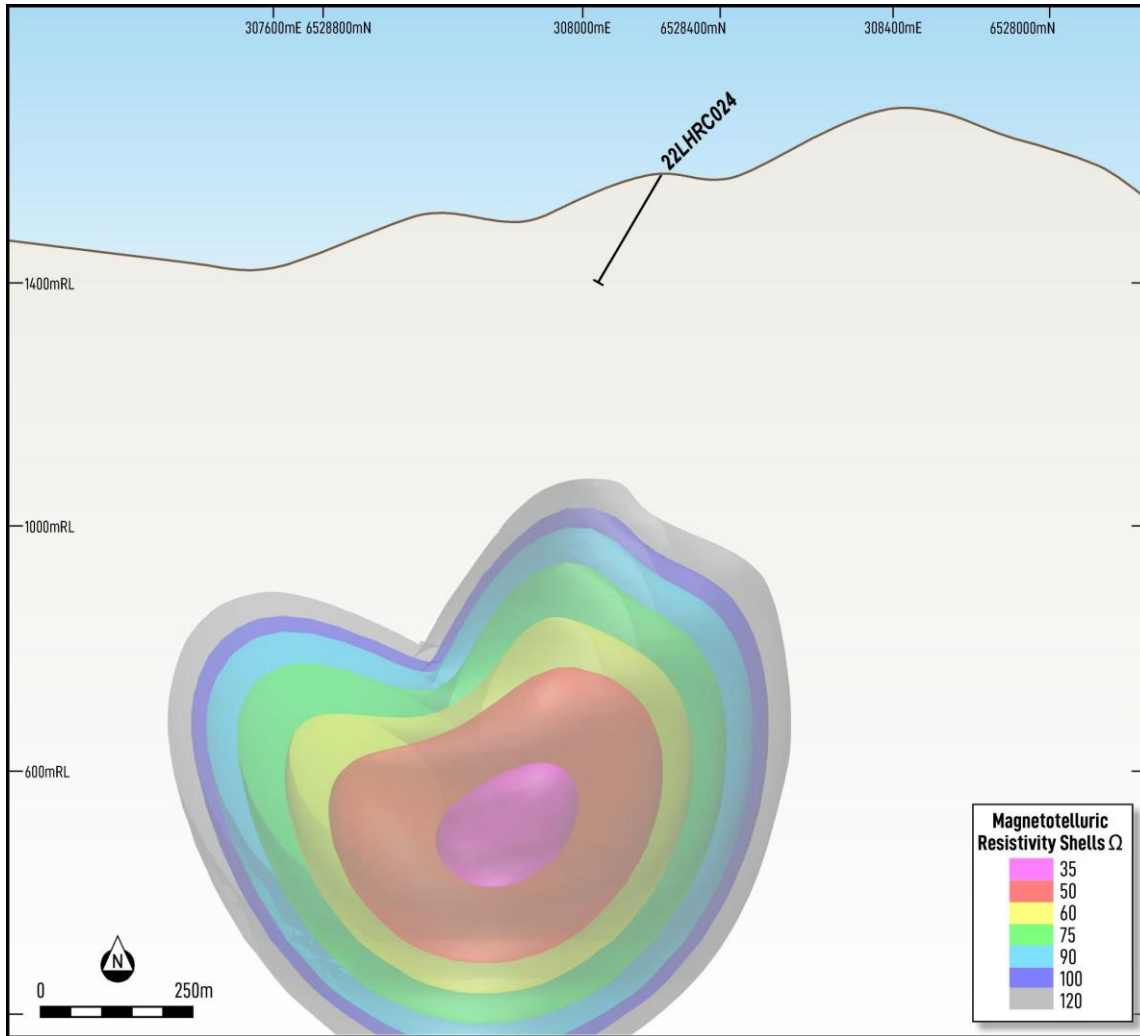 307600mE 6528800mN 308000mE 6528400mN 308400mE 6528000mN
22LHRC024
1400mRL
1000mRL
600mRL
Magnetotelluric
Resistivity Shells Ω
35
50
60
75
90
100
120
N
0 250m